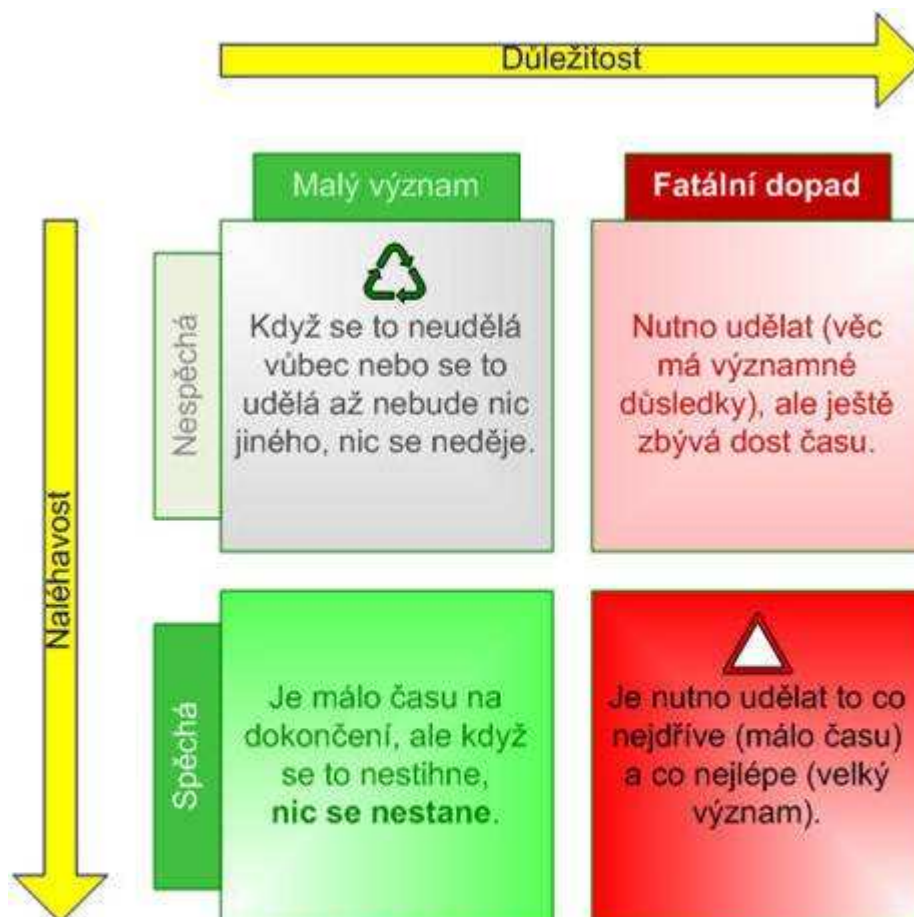 Důležitost
Malý význam
Fatální dopad
Naléhavost
Nespěchá
Když se to neudělá
vůbec nebo se to
udělá až nebude nic
jiného, nic se neděje.
Nutno udělat (věc
má významné
důsledky), ale ještě
zbývá dost času.
Spěchá
Je málo času na
dokončení, ale když
se to nestihne,
nic se nestane.
Je nutno udělat to co
nejdříve (málo času)
a co nejlépe (velký
význam).